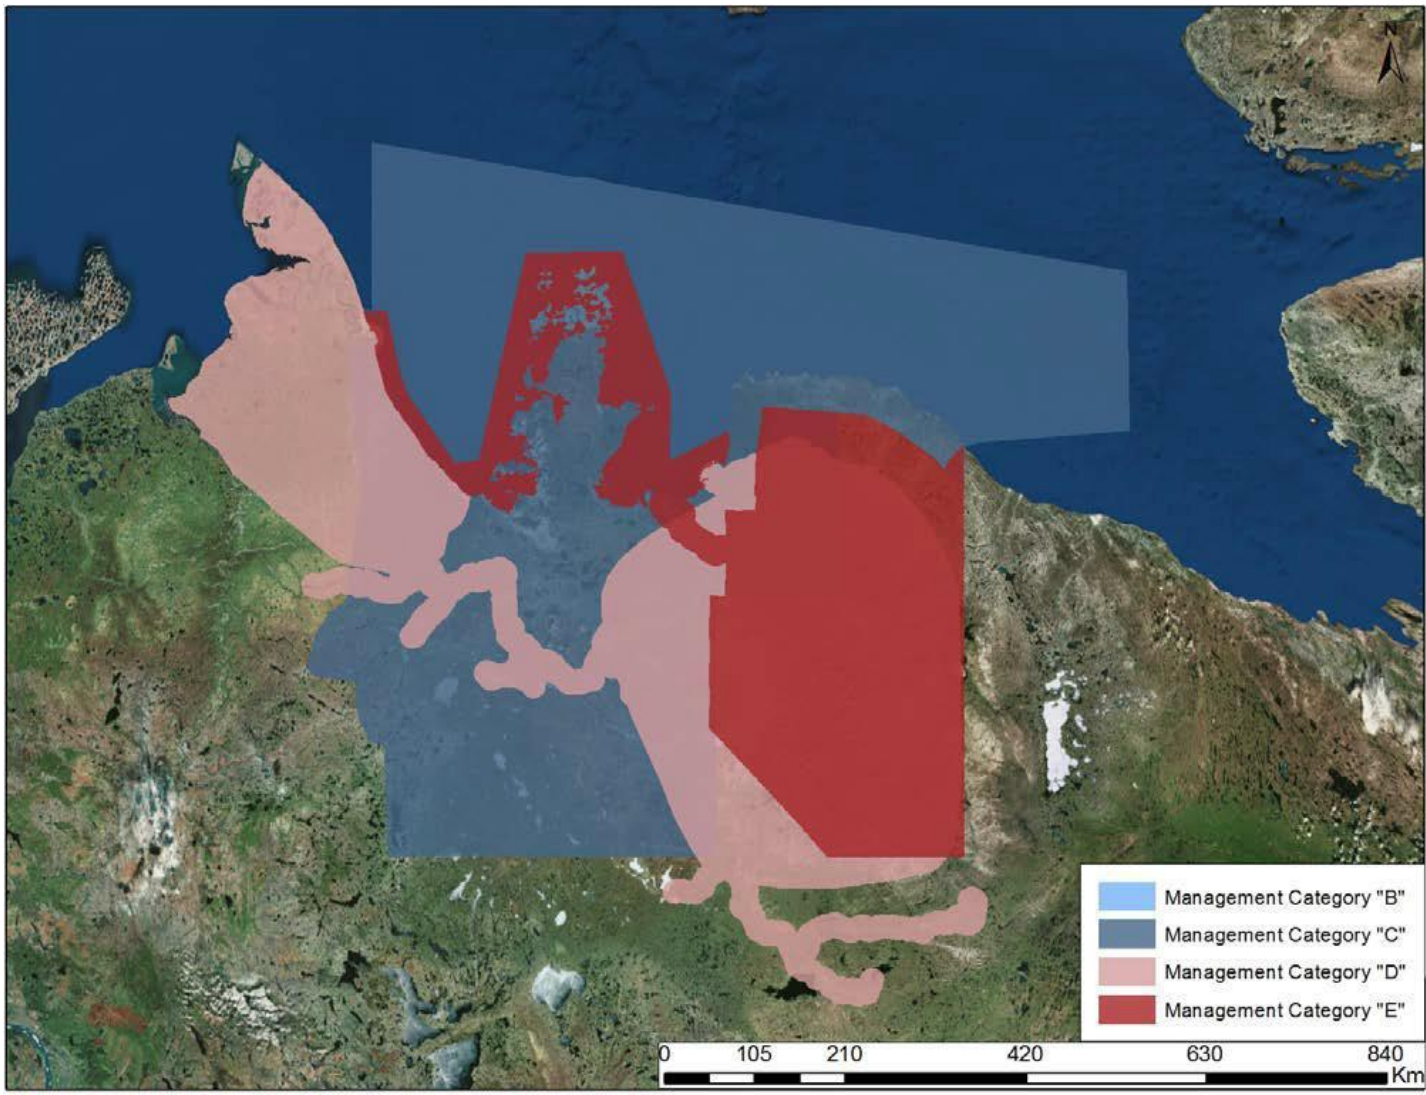 N
Management Category "B"
Management Category "C"
Management Category "D"
Management Category "E"
0 105 210 420 630 840
Km